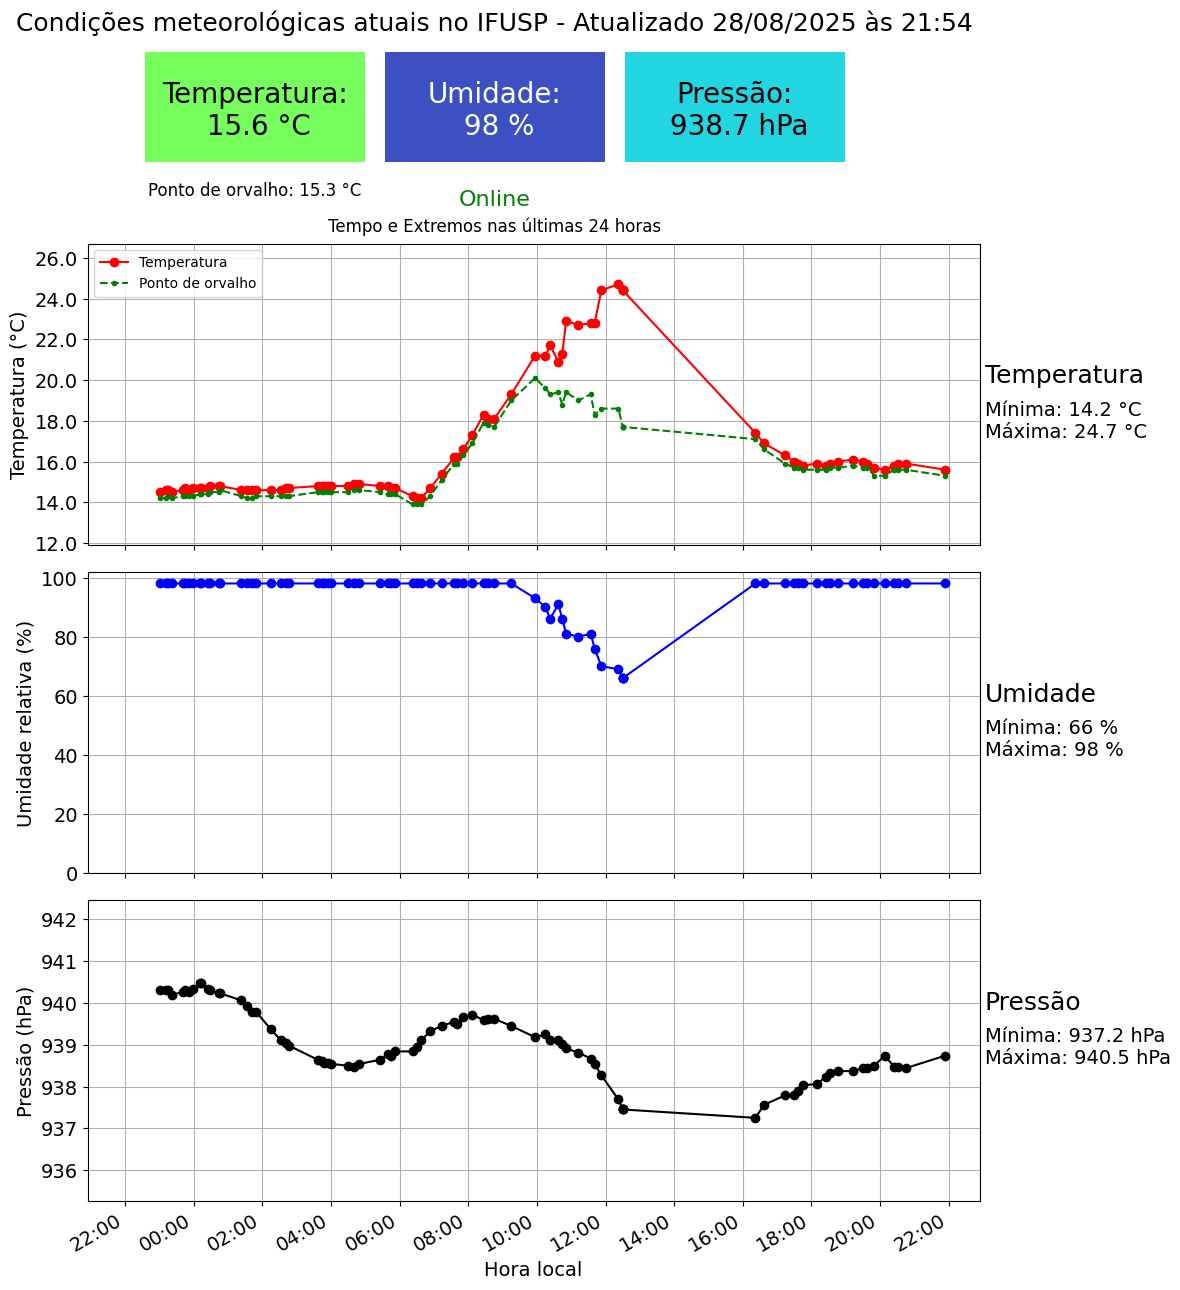 Condições meteorológicas atuais no IFUSP - Atualizado 28/08/2025 às 21:54
Temperatura:
15.6 °C
Umidade:
98 %
Pressão:
938.7 hPa
Ponto de orvalho: 15.3 °C
Online
Tempo e Extremos nas últimas 24 horas
Temperatura
Ponto de orvalho
Temperatura (°C)
26.0
24.0
22.0
20.0
18.0
16.0
14.0
12.0
Temperatura
Mínima: 14.2 °C
Máxima: 24.7 °C
Umidade relativa (%)
100
80
60
40
20
0
Umidade
Mínima: 66 %
Máxima: 98 %
Pressão (hPa)
942
941
940
939
938
937
936
Pressão
Mínima: 937.2 hPa
Máxima: 940.5 hPa
22:00 00:00 02:00 04:00 06:00 08:00 10:00 12:00 14:00 16:00 18:00 20:00 22:00
Hora local